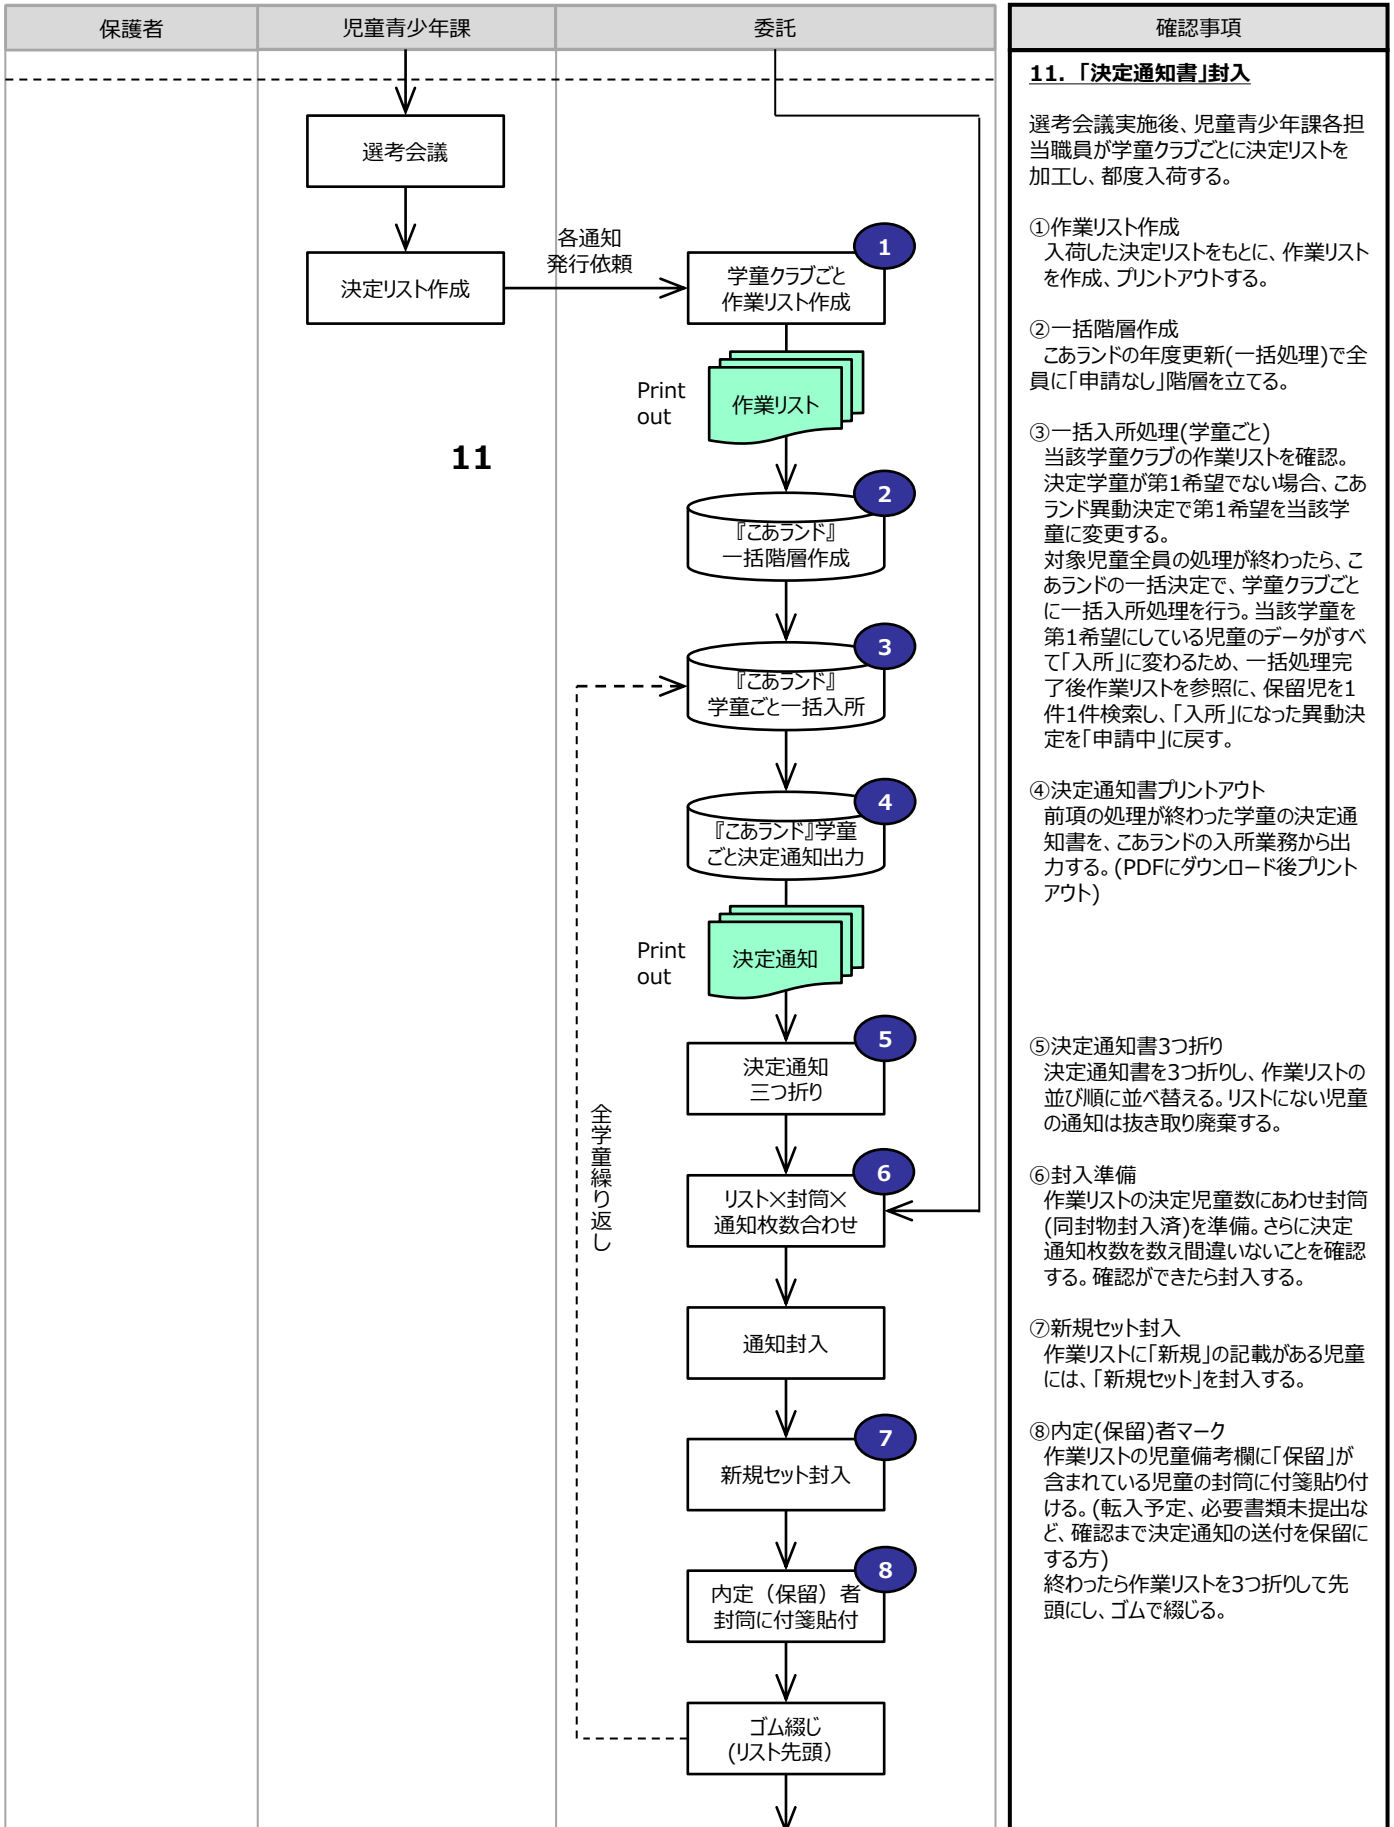 保護者
児童青少年課
委託
確認事項
選考会議
決定リスト作成
各通知
発行依頼
1
学童クラブごと
作業リスト作成
Print
out
作業リスト
11
2
『こあランド』
一括階層作成
3
『こあランド』
学童ごと一括入所
4
『こあランド』学童
ごと決定通知出力
Print
out
決定通知
5
決定通知
三つ折り
全学童繰り返し
6
リスト×封筒×
通知枚数合わせ
通知封入
7
新規セット封入
8
内定（保留）者
封筒に付箋貼付
ゴム綴じ
(リスト先頭）
11.「決定通知書」封入
選考会議実施後、児童青少年課各担
当職員が学童クラブごとに決定リストを
加工し、都度入荷する。
①作業リスト作成
入荷した決定リストをもとに、作業リスト
を作成、プリントアウトする。
②一括階層作成
こあランドの年度更新(一括処理)で全
員に「申請なし」階層を立てる。
③一括入所処理(学童ごと)
当該学童クラブの作業リストを確認。
決定学童が第1希望でない場合、こあ
ランド異動決定で第1希望を当該学
童に変更する。
対象児童全員の処理が終わったら、こ
あランドの一括決定で、学童クラブごと
に一括入所処理を行う。当該学童を
第1希望にしている児童のデータがすべ
て「入所」に変わるため、一括処理完
了後作業リストを参照に、保留児を1
件1件検索し、「入所」になった異動決
定を「申請中」に戻す。
④決定通知書プリントアウト
前項の処理が終わった学童の決定通
知書を、こあランドの入所業務から出
力する。(PDFにダウンロード後プリント
アウト)
⑤決定通知書3つ折り
決定通知書を3つ折りし、作業リストの
並び順に並べ替える。リストにない児童
の通知は抜き取り廃棄する。
⑥封入準備
作業リストの決定児童数にあわせ封筒
(同封物封入済)を準備。さらに決定
通知枚数を数え間違いないことを確認
する。確認ができたら封入する。
⑦新規セット封入
作業リストに「新規」の記載がある児童
には、「新規セット」を封入する。
⑧内定(保留)者マーク
作業リストの児童備考欄に「保留」が
含まれている児童の封筒に付箋貼り付
ける。(転入予定、必要書類未提出な
ど、確認まで決定通知の送付を保留に
する方)
終わったら作業リストを3つ折りして先
頭にし、ゴムで綴じる。